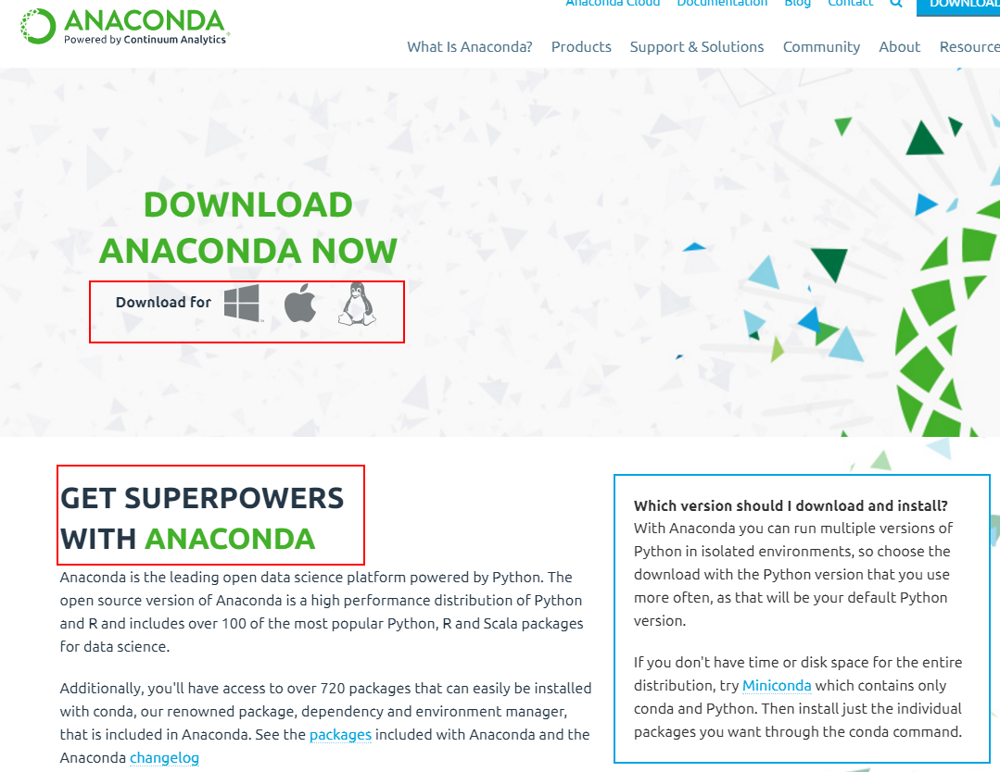 Anaconda Cloud Documentation Blog Contact DOWNLOAD
ANACONDA
Powered by Continuum Analytics®
What Is Anaconda? Products Support & Solutions Community About Resource
DOWNLOAD
ANACONDA NOW
Download for
GET SUPERPOWERS
WITH ANACONDA
Anaconda is the leading open data science platform powered by Python. The
open source version of Anaconda is a high performance distribution of Python
and R and includes over 100 of the most popular Python, R and Scala packages
for data science.
Additionally, you'll have access to over 720 packages that can easily be installed
with conda, our renowned package, dependency and environment manager,
that is included in Anaconda. See the packages included with Anaconda and the
Anaconda changelog
Which version should I download and install?
With Anaconda you can run multiple versions of
Python in isolated environments, so choose the
download with the Python version that you use
more often, as that will be your default Python
version.
If you don't have time or disk space for the entire
distribution, try Miniconda which contains only
conda and Python. Then install just the individual
packages you want through the conda command.